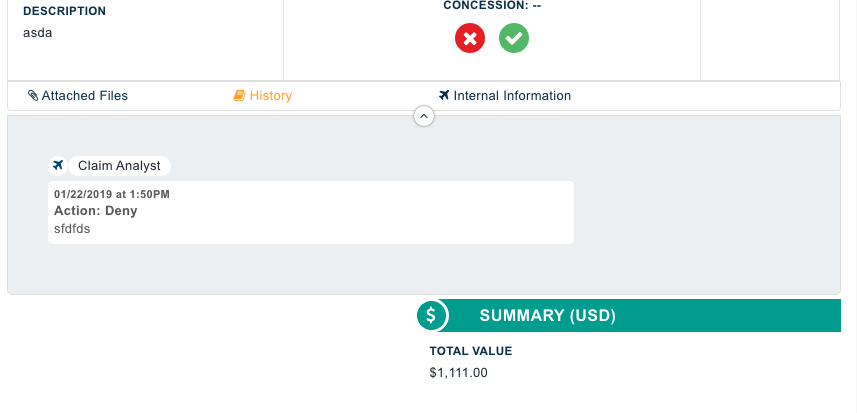 DESCRIPTION
CONCESSION: --
asda
Attached Files
History
Internal Information
Claim Analyst
01/22/2019 at 1:50PM
Action: Deny
sfdfds
$ SUMMARY (USD)
TOTAL VALUE
$1,111.00